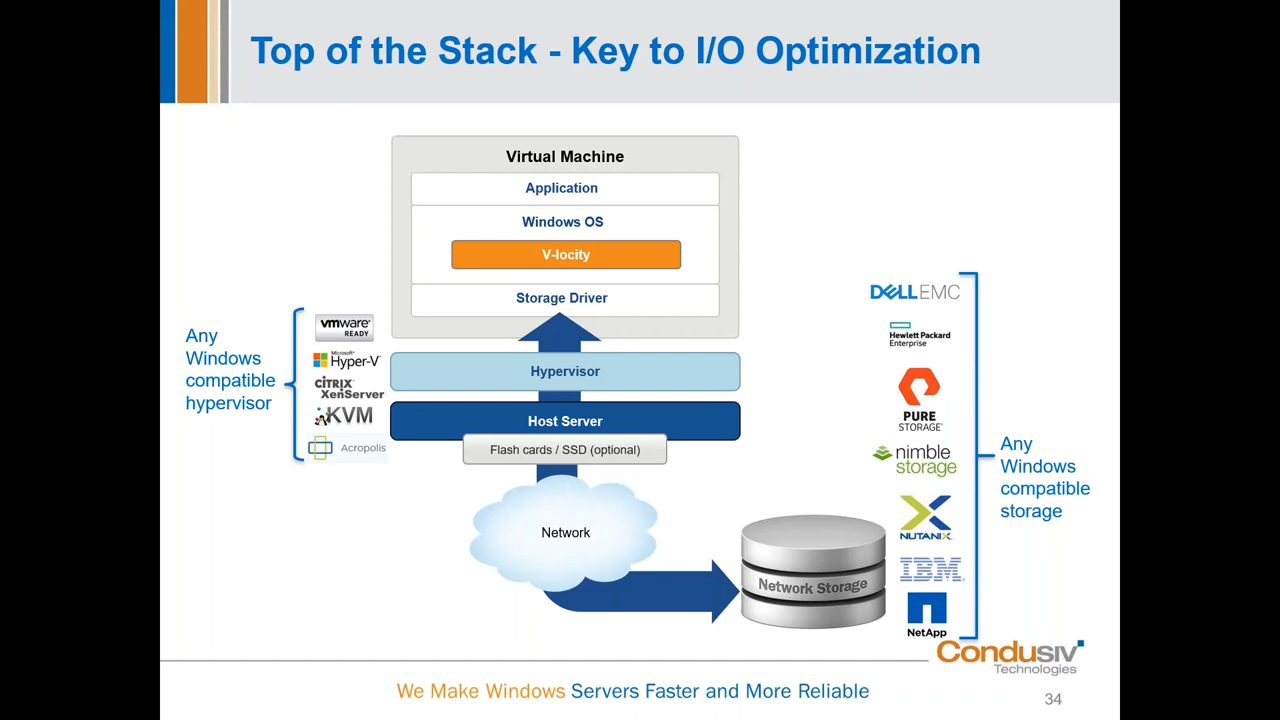 Top of the Stack - Key to I/O Optimization
Virtual Machine
Application
Windows OS
V-locity
Storage Driver
Hypervisor
Host Server
Flash cards / SSD (optional)
Network
Network Storage
Any
Windows
compatible
hypervisor
vmware
READY
Microsoft
Hyper-V
CITRIX
XenServer
KVM
Acropolis
DELLEMC
Hewlett Packard
Enterprise
PURE
STORAGE
nimble
storage
NUTANIX
IBM
NetApp
Any
Windows
compatible
storage
Condusiv
Technologies
We Make Windows Servers Faster and More Reliable
34